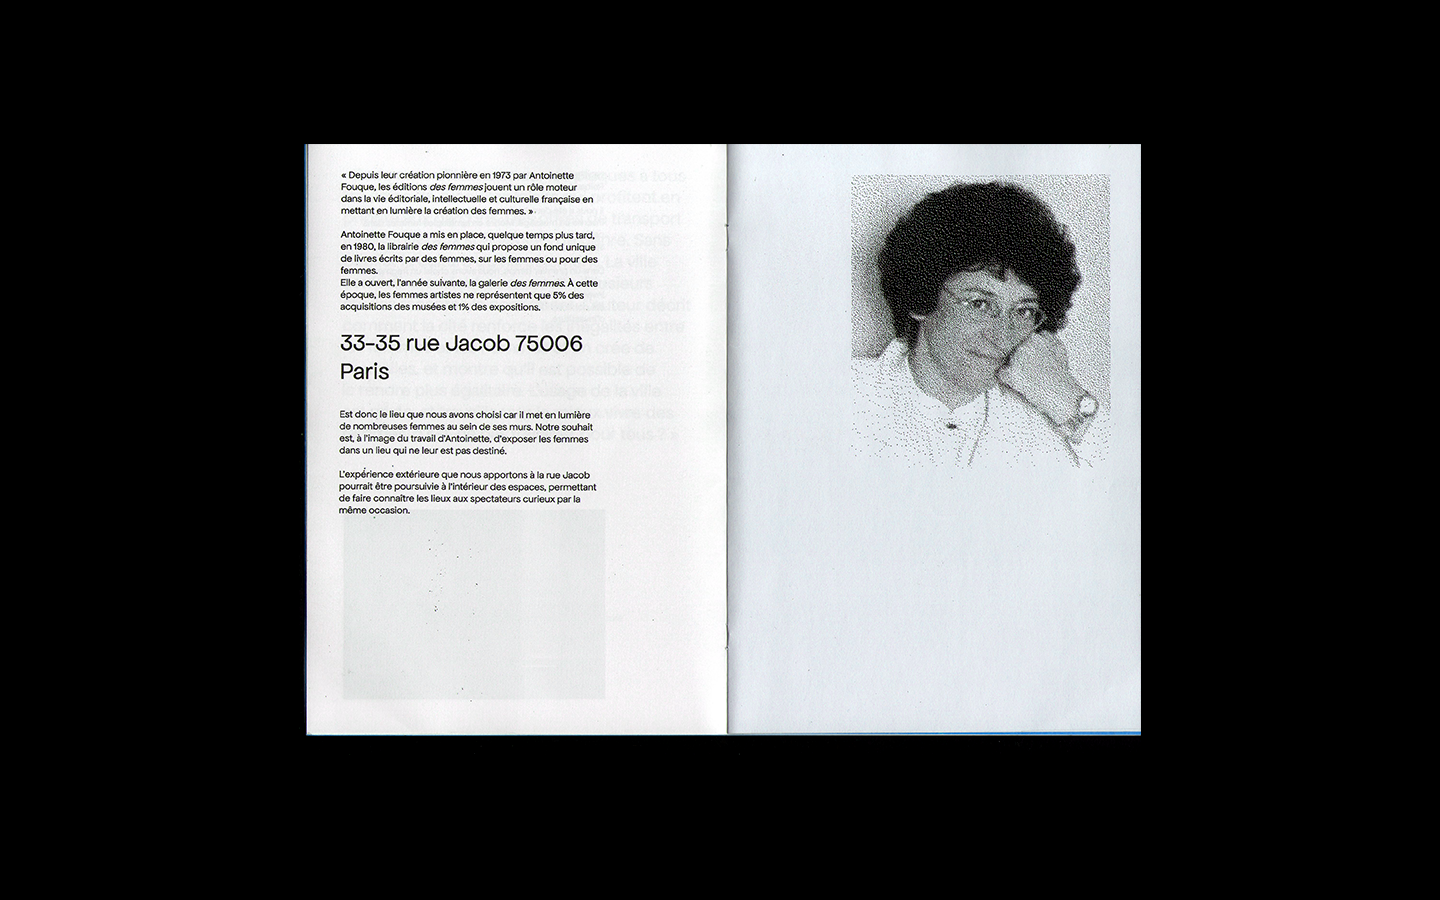 « Depuis leur création pionnière en 1973 par Antoinette
Fouque, les éditions des femmes jouent un rôle moteur
dans la vie éditoriale, intellectuelle et culturelle française en
mettant en lumière la création des femmes. »
Antoinette Fouque a mis en place, quelque temps plus tard,
en 1980, la librairie des femmes qui propose un fond unique
de livres écrits par des femmes, sur les femmes ou pour des
femmes.
Elle a ouvert, l'année suivante, la galerie des femmes. À cette
époque, les femmes artistes ne représentent que 5% des
acquisitions des musées et 1% des expositions.
33–35 rue Jacob 75006
Paris
Est donc le lieu que nous avons choisi car il met en lumière
de nombreuses femmes au sein de ses murs. Notre souhait
est, à l'image du travail d'Antoinette, d'exposer les femmes
dans un lieu qui ne leur est pas destiné.
L'expérience extérieure que nous apportons à la rue Jacob
pourrait être poursuivie à l'intérieur des espaces, permettant
de faire connaître les lieux aux spectateurs curieux par la
même occasion.